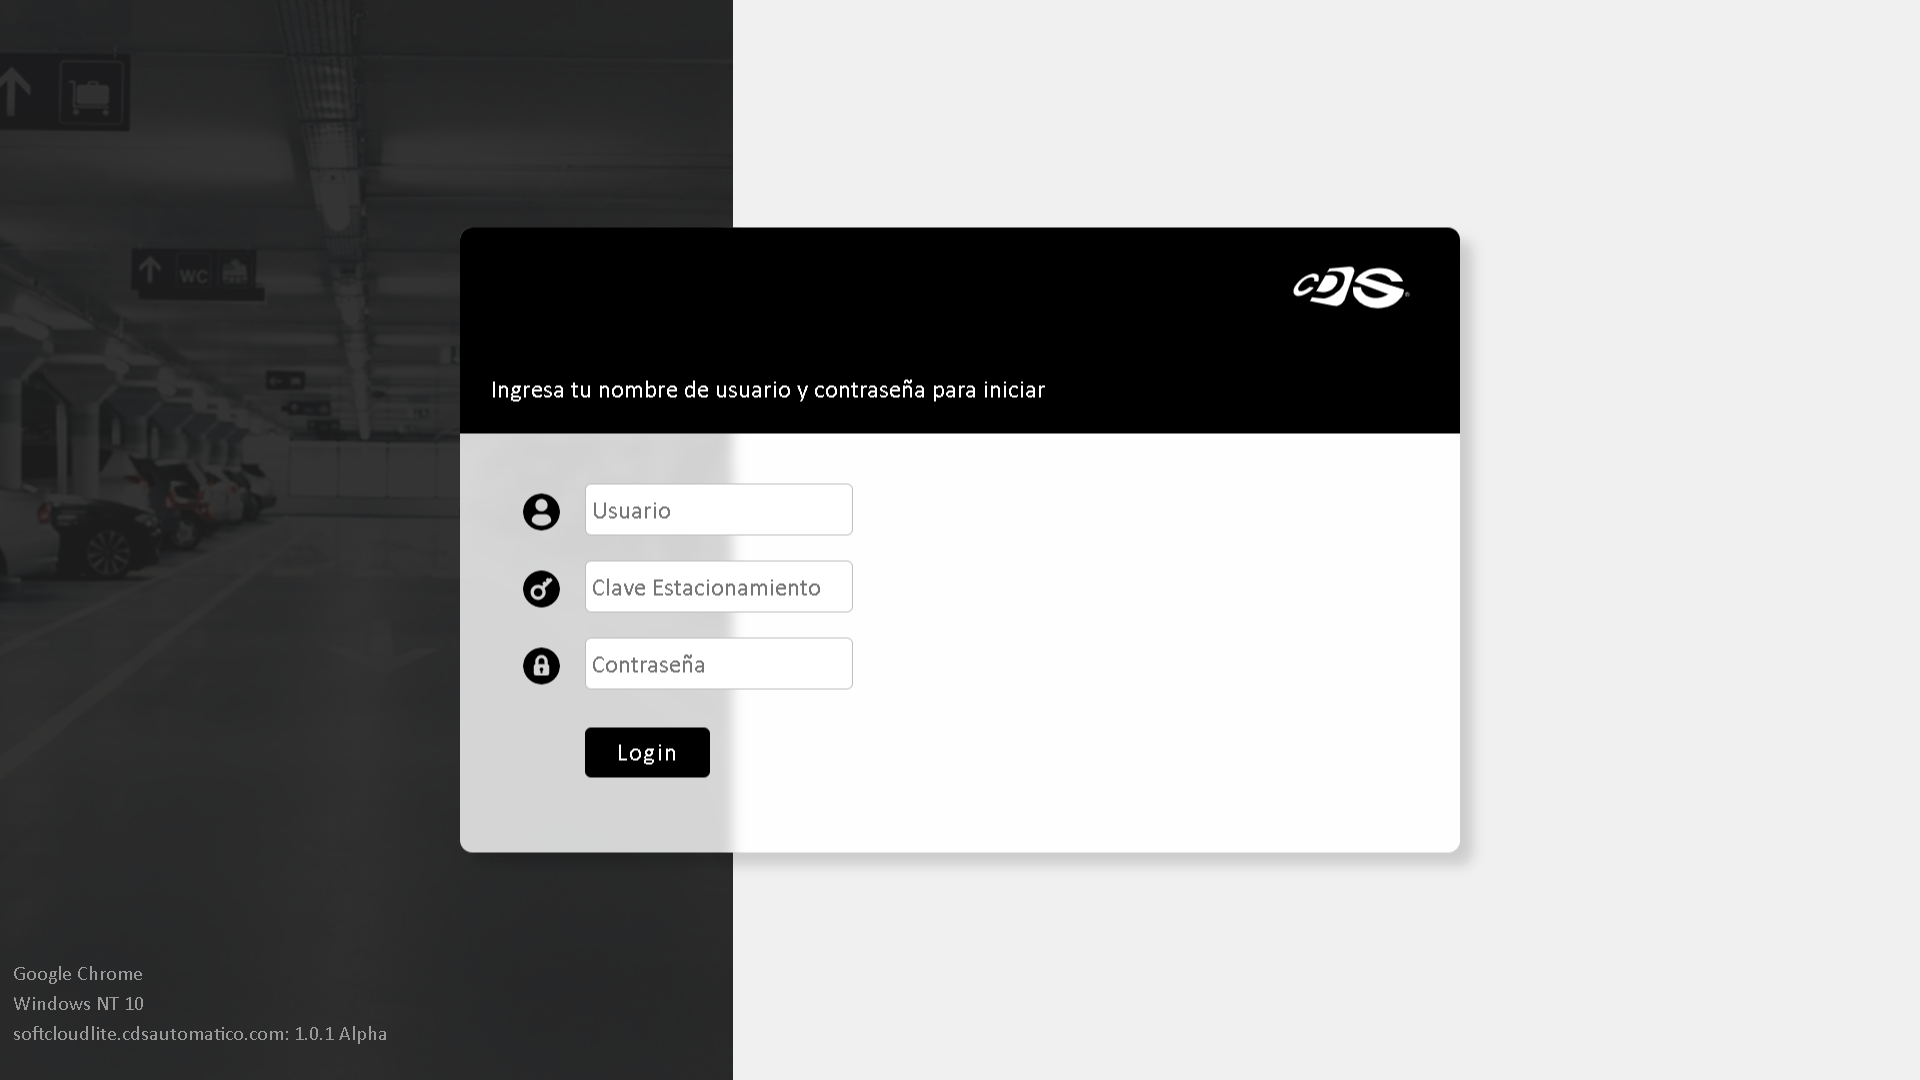 WC
CDS
Ingresa tu nombre de usuario y contraseña para iniciar
Usuario
Clave Estacionamiento
Contraseña
Login
Google Chrome
Windows NT 10
softcloudlite.cdsautomatico.com: 1.0.1 Alpha